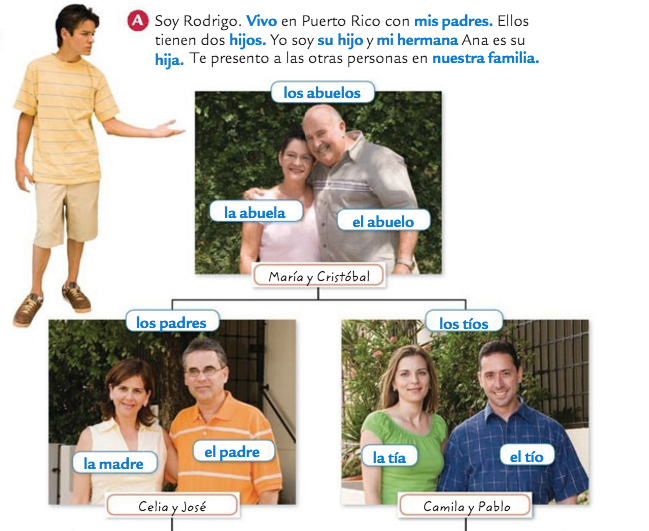 A Soy Rodrigo. Vivo en Puerto Rico con mis padres. Ellos
tienen dos hijos. Yo soy su hijo y mi hermana Ana es su
hija. Te presento a las otras personas en nuestra familia.
los abuelos
la abuela
el abuelo
María y Cristóbal
los padres
la madre
el padre
Celia y José
los tíos
la tía
el tío
Camila y Pablo